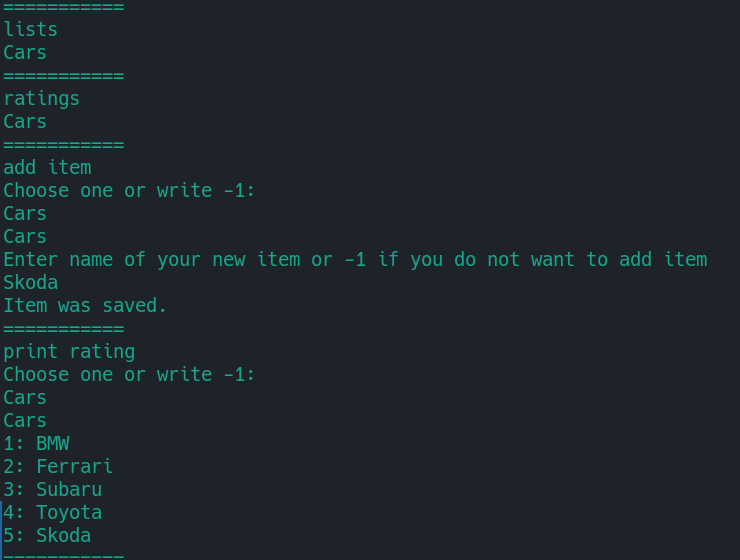 ===========
lists
Cars
===========
ratings
Cars
===========
add item
Choose one or write -1:
Cars
Cars
Enter name of your new item or -1 if you do not want to add item
Skoda
Item was saved.
===========
print rating
Choose one or write -1:
Cars
Cars
1: BMW
2: Ferrari
3: Subaru
4: Toyota
5: Skoda
===========